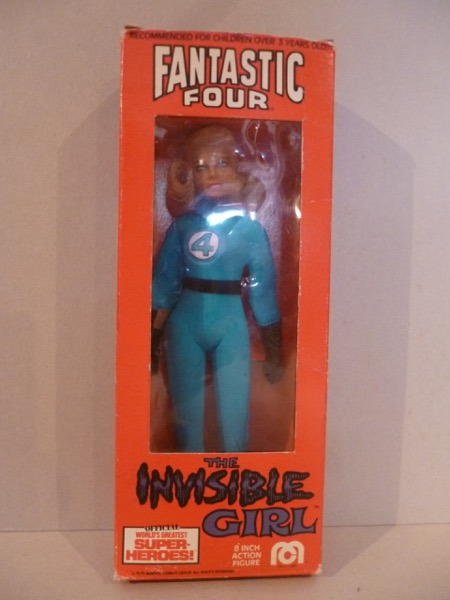 RECOMMENDED FOR CHILDREN OVER 3 YEARS OLD
FANTASTIC
FOUR
4
THE
INVISIBLE
GIRL
OFFICIAL
WORLD'S GREATEST
SUPER-
HEROES!
8 INCH
ACTION
FIGURE